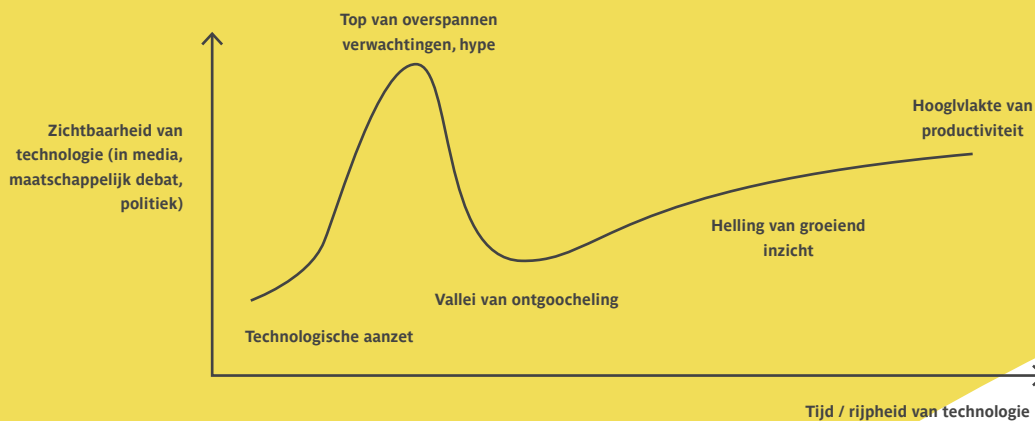 Top van overspannen
verwachtingen, hype
Zichtbaarheid van
technologie (in media,
maatschappelijk debat,
politiek)
Hooglvlakte van
productiviteit
Helling van groeiend
inzicht
Vallei van ontgoocheling
Technologische aanzet
Tijd / rijpheid van technologie